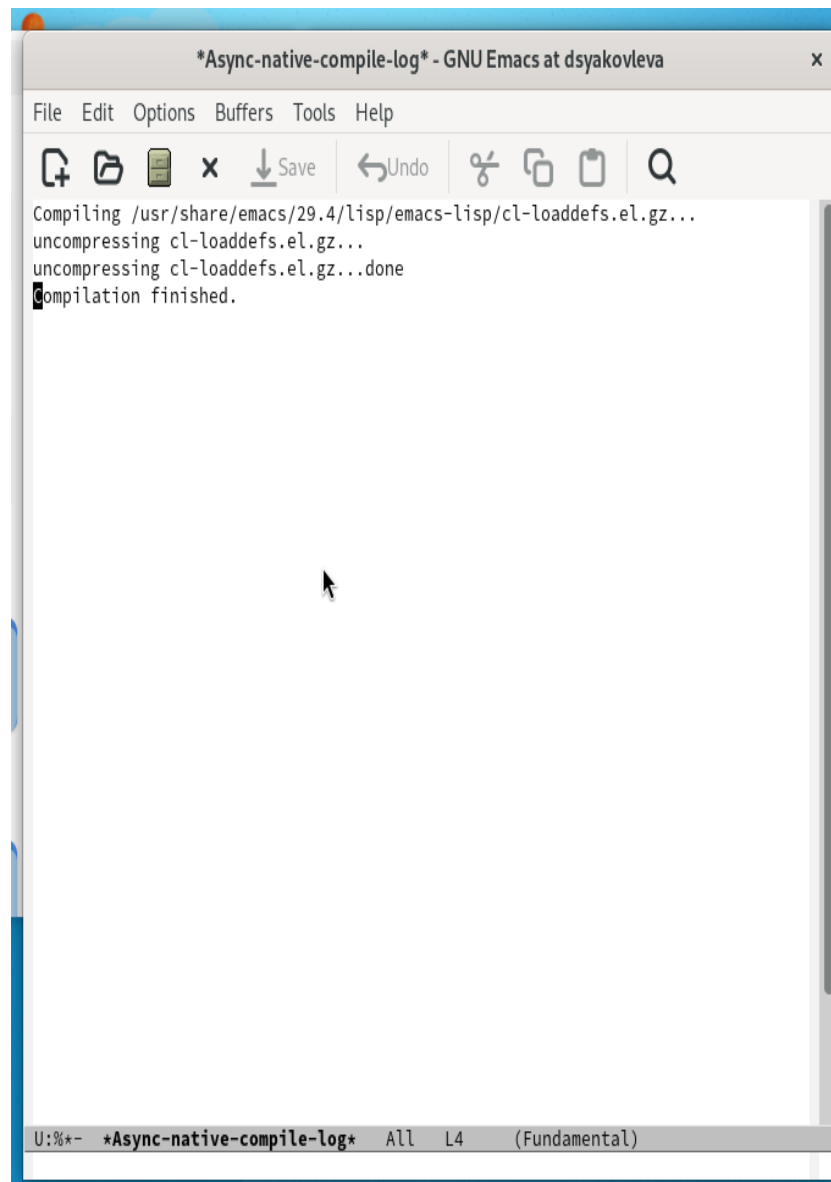 *Async-native-compile-log* - GNU Emacs at dsyakovleva
File Edit Options Buffers Tools Help
Save Undo
Compiling /usr/share/emacs/29.4/lisp/emacs-lisp/cl-loaddefs.el.gz...
uncompressing cl-loaddefs.el.gz...
uncompressing cl-loaddefs.el.gz...done
Compilation finished.
U:%*- *Async-native-compile-log* All L4 (Fundamental)